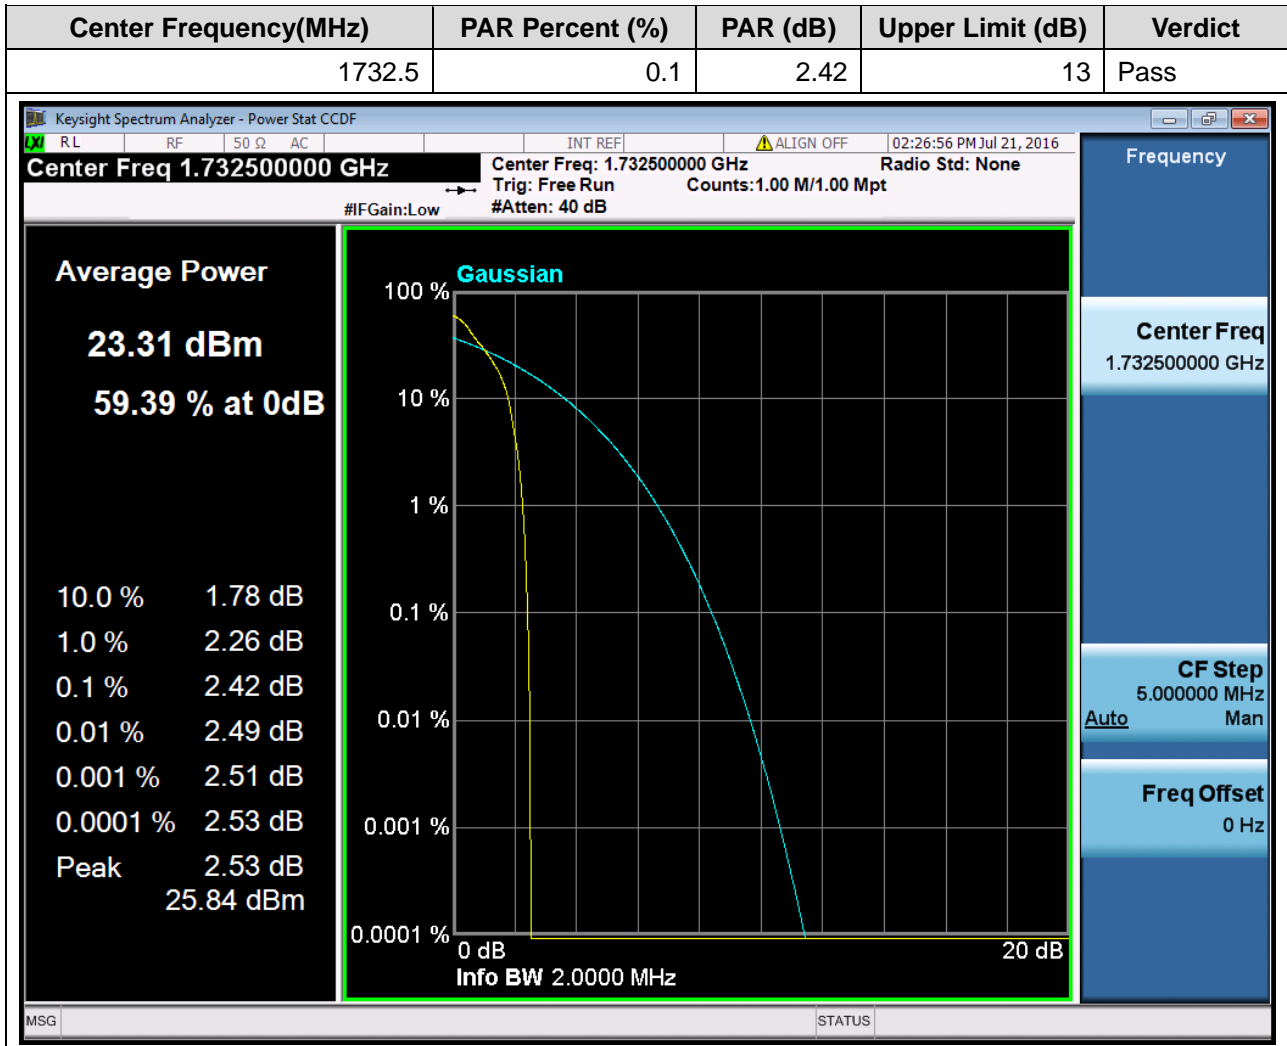 Center Frequency(MHz) PAR Percent (%) PAR (dB) Upper Limit (dB) Verdict
1732.5 0.1 2.42 13 Pass
Keysight Spectrum Analyzer - Power Stat CCDF
LXI RL RF 50 Ω AC INT REF ALIGN OFF 02:26:56 PM Jul 21, 2016
Center Freq 1.732500000 GHz
Center Freq: 1.732500000 GHz Radio Std: None
Trig: Free Run Counts:1.00 M/1.00 Mpt
#IFGain:Low #Atten: 40 dB
Average Power
23.31 dBm
59.39 % at 0dB
10.0 % 1.78 dB
1.0 % 2.26 dB
0.1 % 2.42 dB
0.01 % 2.49 dB
0.001 % 2.51 dB
0.0001 % 2.53 dB
Peak 2.53 dB
25.84 dBm
Gaussian
100 %
10 %
1 %
0.1 %
0.01 %
0.001 %
0.0001 %
0 dB 20 dB
Info BW 2.0000 MHz
Frequency
Center Freq
1.732500000 GHz
CF Step
5.000000 MHz
Auto Man
Freq Offset
0 Hz
MSG STATUS